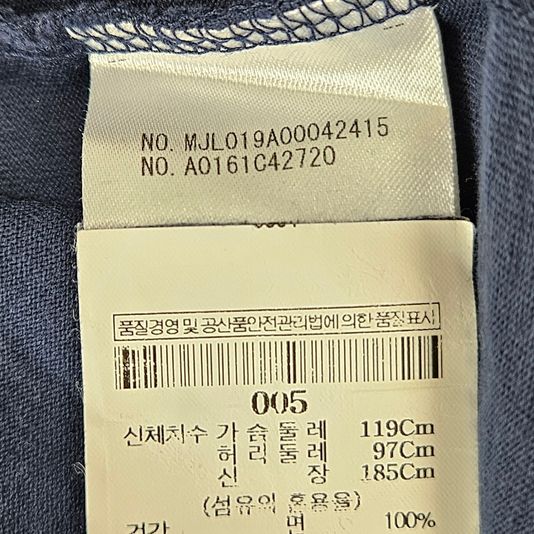 NO. MJL019A00042415
NO. A0161C42720
품질경영 및 공산품안전관리법에 의한 품질표시
005
신체치수 가 슴 둘 레 119Cm
허 리 둘 레 97Cm
신 장 185Cm
(섬유의 혼용율)
겉감 면 100%